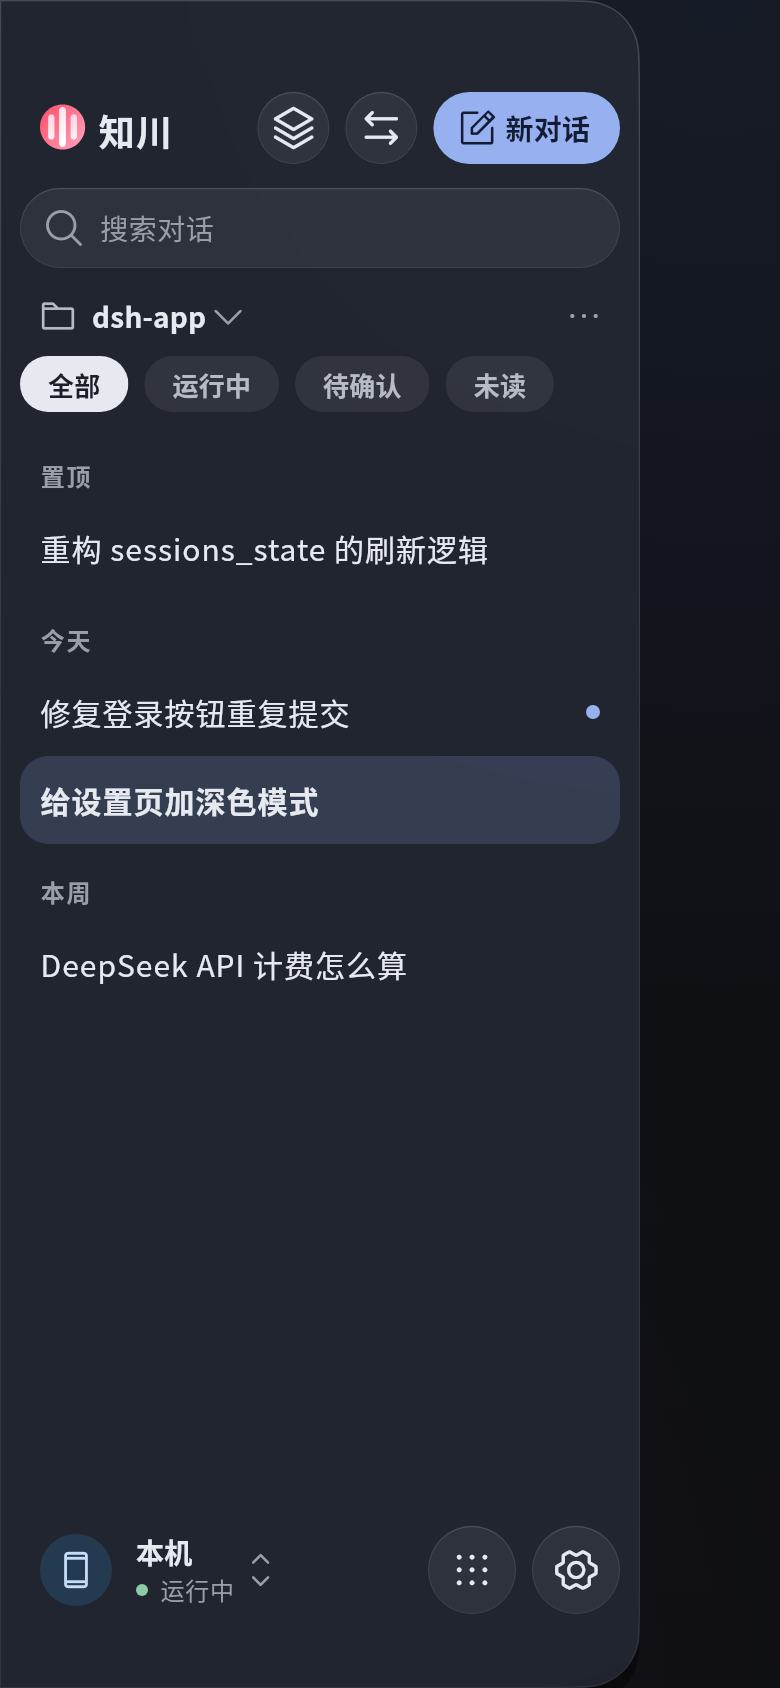 知川
新对话
搜索对话
dsh-app
全部 运行中 待确认 未读
置顶
重构 sessions_state 的刷新逻辑
今天
修复登录按钮重复提交
给设置页加深色模式
本周
DeepSeek API 计费怎么算
本机
运行中